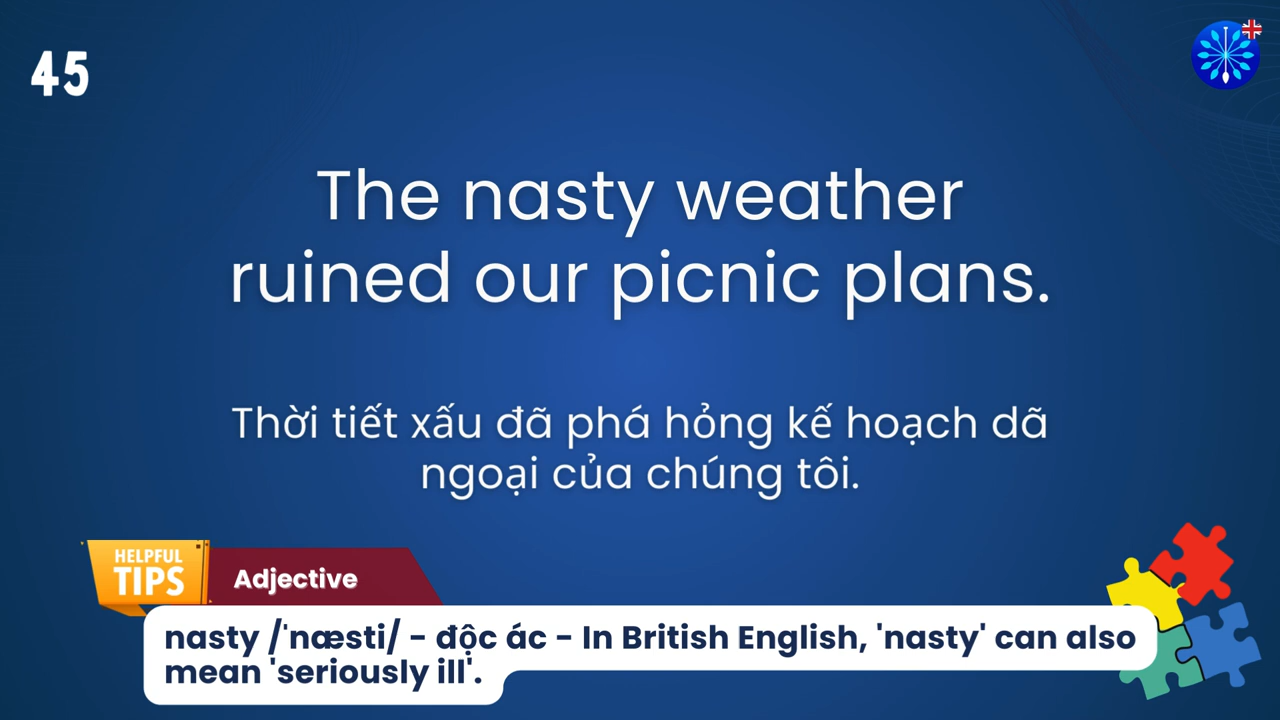 45
The nasty weather
ruined our picnic plans.
Thời tiết xấu đã phá hỏng kế hoạch dã
ngoại của chúng tôi.
HELPFUL
TIPS
Adjective
nasty /ˈnæsti/ - độc ác - In British English, 'nasty' can also
mean 'seriously ill'.